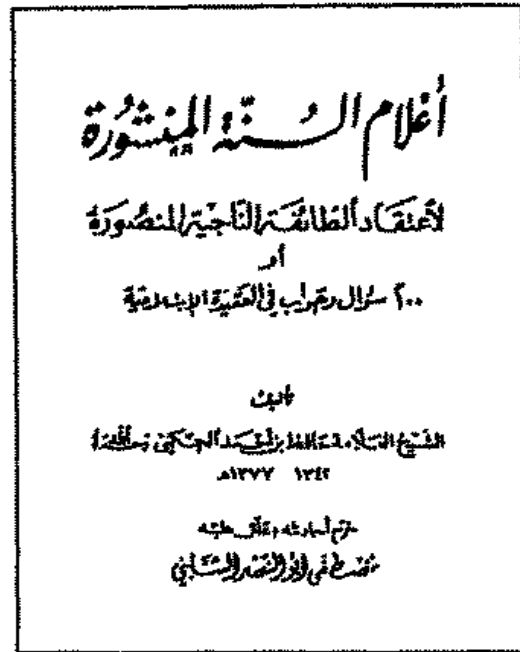 أعلام السنة المنشورة
لاعتقاد الطائفة الناجية المنصورة
أو
٢٠٠ سؤال وجواب في العقيدة الإسلامية
تأليف
الشيخ العلامة حافظ بن أحمد الحكمي رحمه الله
١٣٤٢ ١٣٧٧هـ
خرج أحاديثه وعلق عليه
مصطفى أبو النصر الشلبي